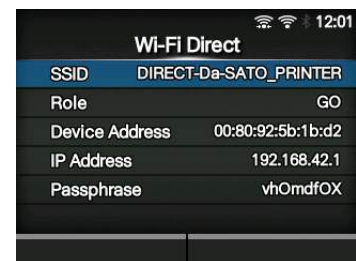 12:01
Wi-Fi Direct
SSID DIRECT-Da-SATO_PRINTER
Role GO
Device Address 00:80:92:5b:1b:d2
IP Address 192.168.42.1
Passphrase vhOmdfOX